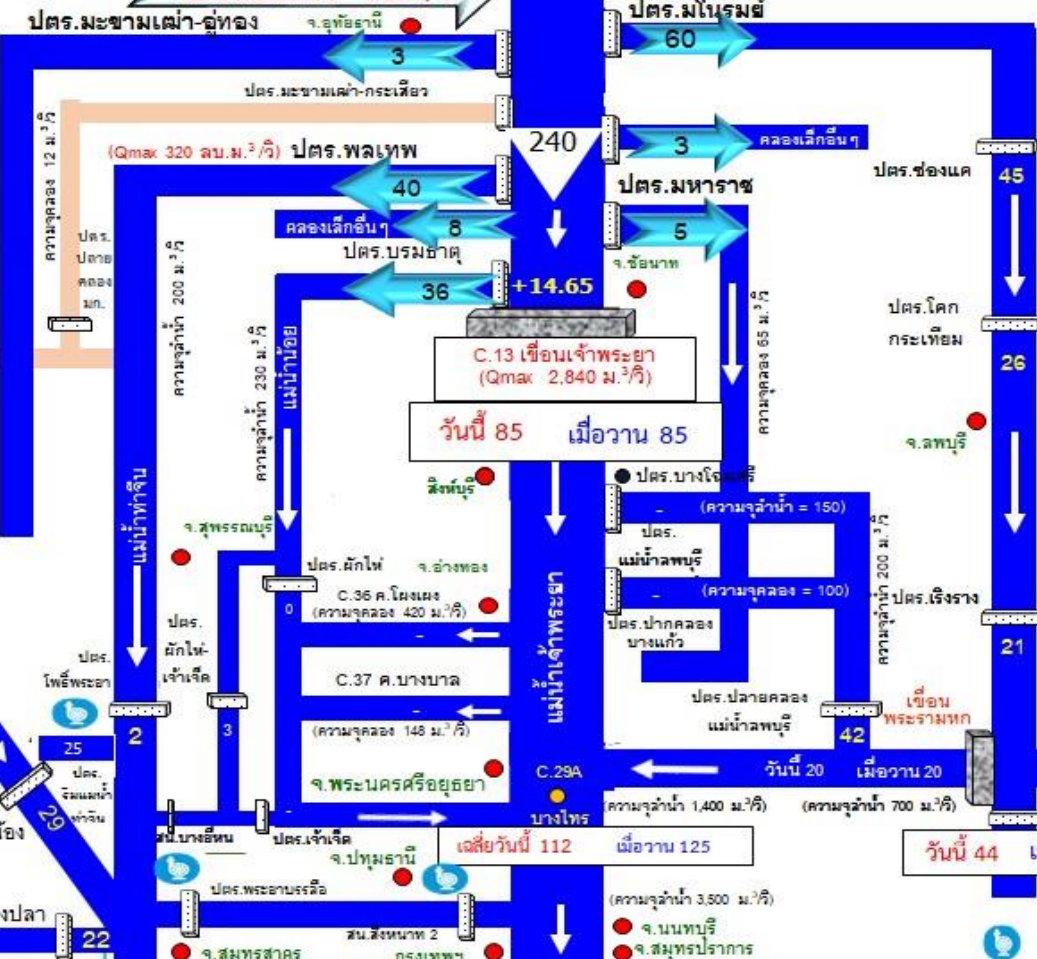 ปตร.มโนรมย์
ปตร.มะขามเฒ่า-อู่ทอง
จ.อุทัยธานี
60
3
ปตร.มะขามเฒ่า-กระเสียว
ความจุคลอง 12 ม.³/วิ
240
3
คลองเล็กอื่นๆ
(Qmax 320 ลบ.ม.³/วิ) ปตร.พลเทพ
ปตร.ช่องแค
45
40
ปตร.มหาราช
คลองเล็กอื่นๆ
8
5
ปตร.
ปลาย
คลอง
มก.
ปตร.บรมธาตุ
จ.ชัยนาท
36
+14.65
ความจุลำน้ำ 200 ม.³/วิ
ความจุลำน้ำ 230 ม.³/วิ
แม่น้ำน้อย
ความจุคลอง 65 ม.³/วิ
ปตร.โคก
กระเทียม
26
C.13 เขื่อนเจ้าพระยา
(Qmax 2,840 ม.³/วิ)
วันนี้ 85
เมื่อวาน 85
จ.ลพบุรี
สิงห์บุรี
(ความจุลำน้ำ = 150)
-
ปตร.
แม่น้ำลพบุรี
แม่น้ำท่าจีน
จ.สุพรรณบุรี
ปตร.ผักไห่
จ.อ่างทอง
0
C.36 ค.โผงเผง
(ความจุคลอง 420 ม.³/วิ)
-
แม่น้ำเจ้าพระยา
-
(ความจุคลอง = 100)
ความจุลำน้ำ 200 ม.³/วิ
ปตร.เริงราง
ปตร.ปากคลอง
บางแก้ว
21
ปตร.
ผักไห่-
เจ้าเจ็ด
ปตร.
โพธิ์พระยา
C.37 ค.บางบาล
-
(ความจุคลอง 148 ม.³/วิ)
ปตร.ปลายคลอง
แม่น้ำลพบุรี
เขื่อน
พระรามหก
2
3
42
25
จ.พระนครศรีอยุธยา
C.29A
วันนี้ 20
เมื่อวาน 20
ปตร.
ริมแม่น้ำ
ท่าจีน
29
-
(ความจุลำน้ำ 1,400 ม.³/วิ)
(ความจุลำน้ำ 700 ม.³/วิ)
บางไทร
สน.บางยี่หน
ปตร.เจ้าเจ็ด
เฉลี่ยวันนี้ 112
เมื่อวาน 125
วันนี้ 44
จ.ปทุมธานี
ปตร.พระยาบรรลือ
(ความจุลำน้ำ 3,500 ม.³/วิ)
22
สน.สิงหนาท 2
จ.นนทบุรี
จ.สมุทรสาคร
กรุงเทพฯ
จ.สมุทรปราการ